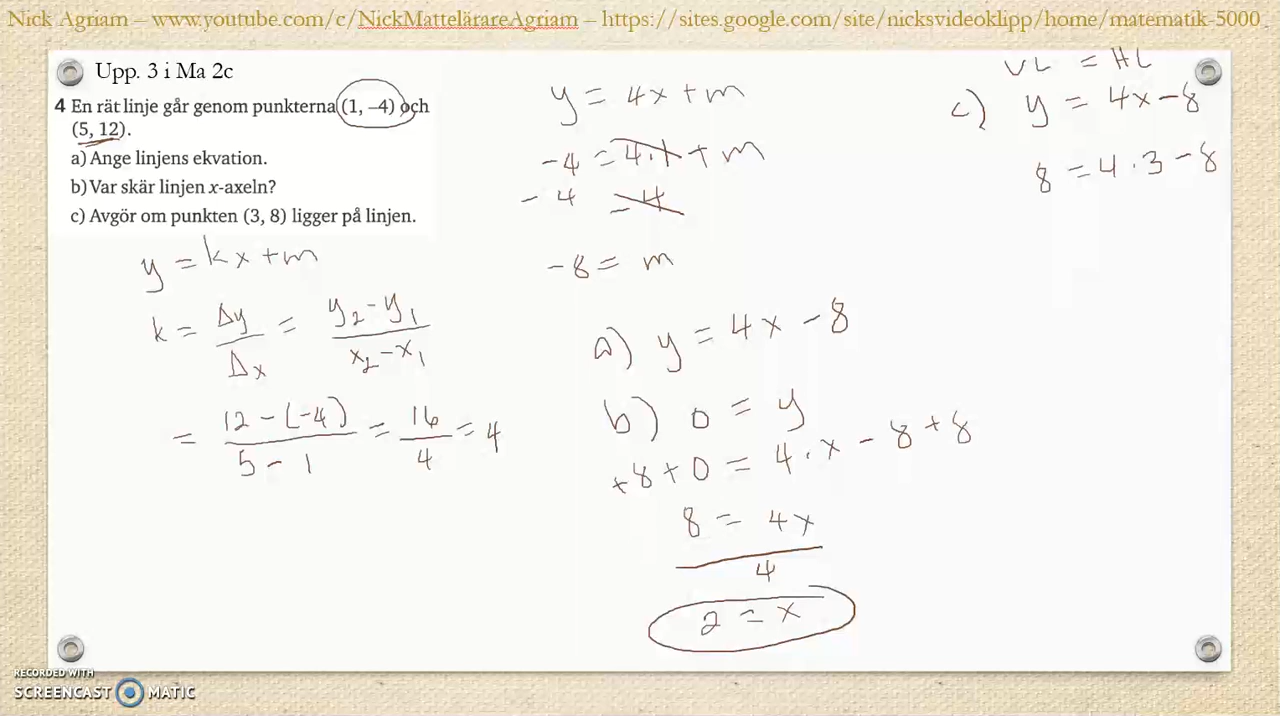 Nick Agriam – www.youtube.com/c/NickMattelärareAgriam – https://sites.google.com/site/nicksvideoklipp/home/matematik-5000
Upp. 3 i Ma 2c
4 En rät linje går genom punkterna (1, –4) och
(5, 12).
a) Ange linjens ekvation.
b) Var skär linjen x-axeln?
c) Avgör om punkten (3, 8) ligger på linjen.
y = kx + m
k = Δy/Δx = (y₂ - y₁)/(x₂ - x₁)
= (12 - (-4))/(5 - 1) = 16/4 = 4
y = 4x + m
-4 = 4·1 + m
-4 -4
-8 = m
a) y = 4x - 8
b) 0 = y
+8 + 0 = 4·x - 8 + 8
8 = 4x
4
2 = x
VL = HL
c) y = 4x - 8
8 = 4·3 - 8
RECORDED WITH
SCREENCAST MATIC